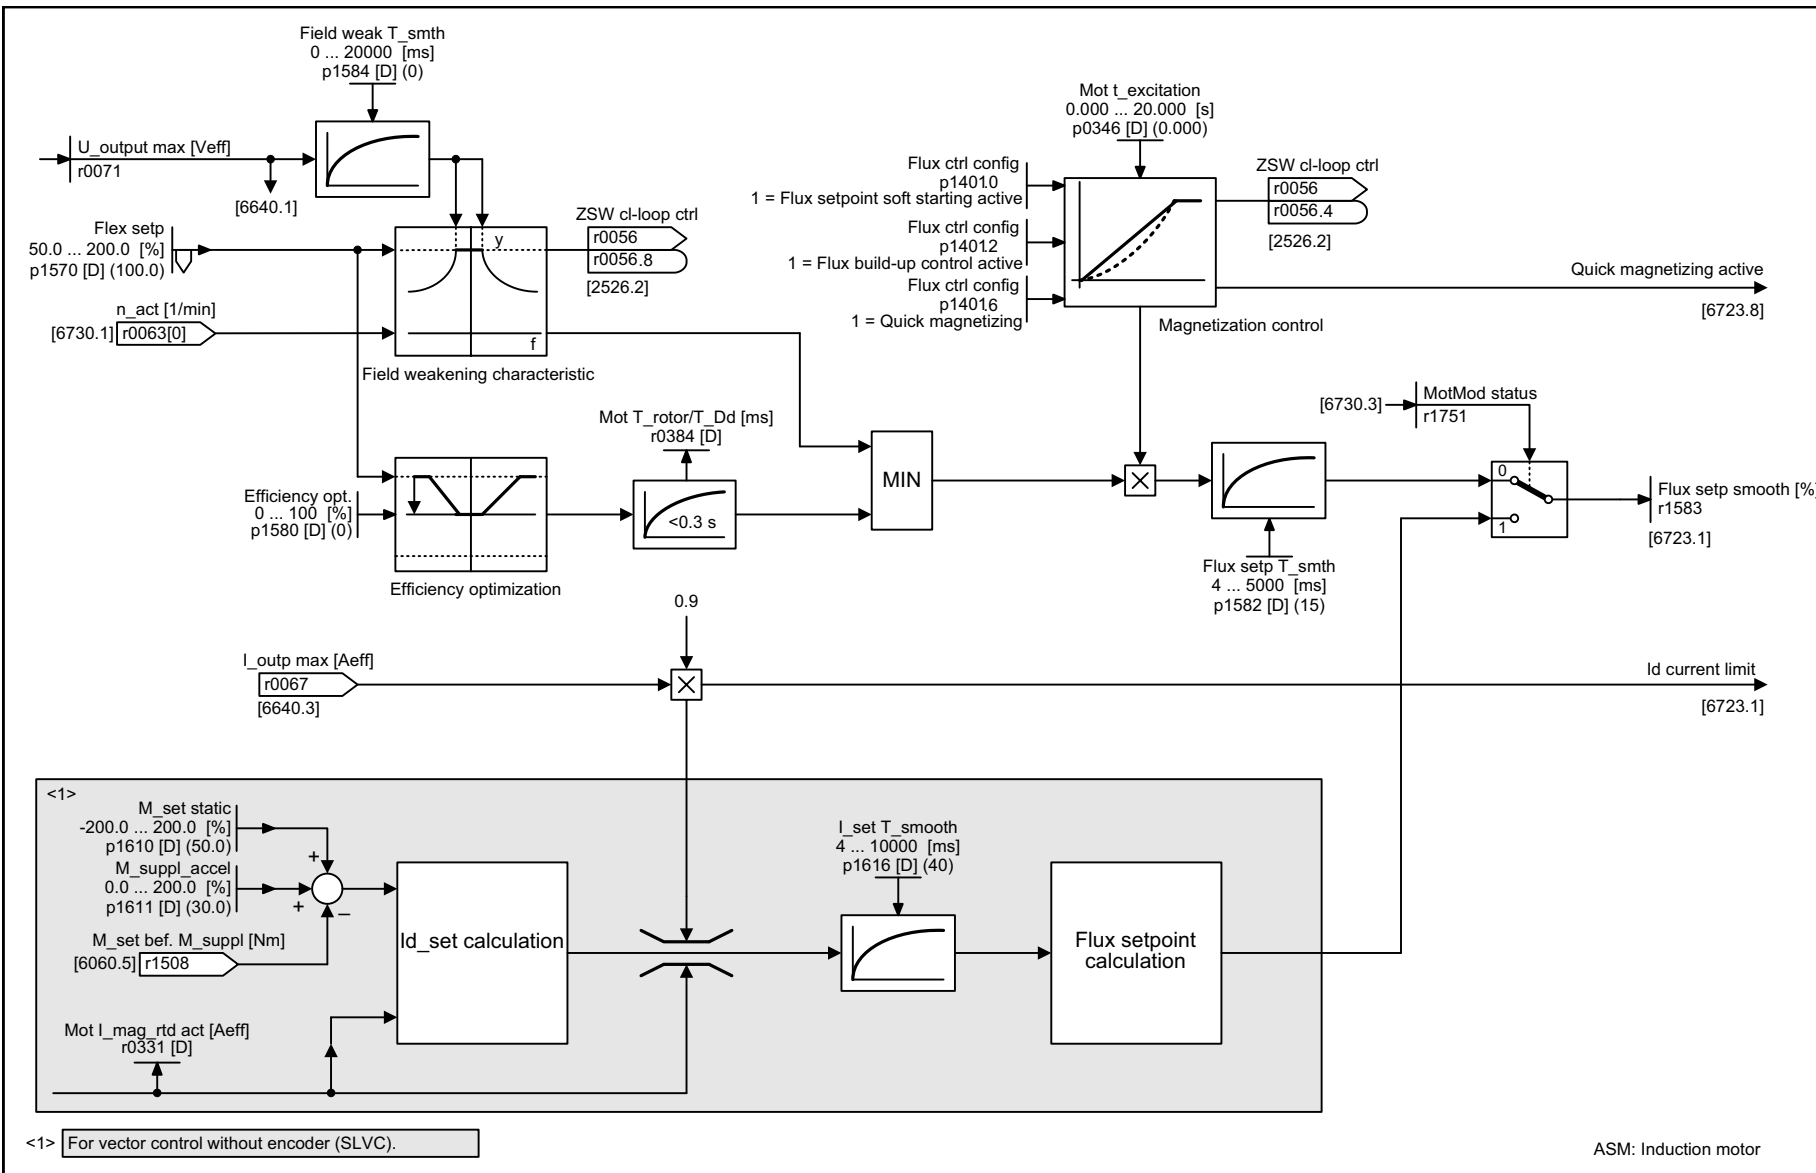 Field weak T_smth
0 ... 20000 [ms]
p1584 [D] (0)
U_output max [Veff]
r0071
[6640.1]
Flex setp
50.0 ... 200.0 [%]
p1570 [D] (100.0)
n_act [1/min]
[6730.1]
r0063[0]
y
f
Field weakening characteristic
ZSW cl-loop ctrl
r0056
r0056.8
[2526.2]
Mot t_excitation
0.000 ... 20.000 [s]
p0346 [D] (0.000)
Flux ctrl config
p1401.0
1 = Flux setpoint soft starting active
Flux ctrl config
p1401.2
1 = Flux build-up control active
Flux ctrl config
p1401.6
1 = Quick magnetizing
Magnetization control
ZSW cl-loop ctrl
r0056
r0056.4
[2526.2]
Quick magnetizing active
[6723.8]
Efficiency opt.
0 ... 100 [%]
p1580 [D] (0)
Efficiency optimization
Mot T_rotor/T_Dd [ms]
r0384 [D]
<0.3 s
MIN
×
Flux setp T_smth
4 ... 5000 [ms]
p1582 [D] (15)
[6730.3]
MotMod status
r1751
0
1
Flux setp smooth [%]
r1583
[6723.1]
0.9
I_outp max [Aeff]
r0067
[6640.3]
×
Id current limit
[6723.1]
<1>
M_set static
-200.0 ... 200.0 [%]
p1610 [D] (50.0)
+
M_suppl_accel
0.0 ... 200.0 [%]
p1611 [D] (30.0)
+
–
M_set bef. M_suppl [Nm]
[6060.5]
r1508
Id_set calculation
Mot I_mag_rtd act [Aeff]
r0331 [D]
I_set T_smooth
4 ... 10000 [ms]
p1616 [D] (40)
Flux setpoint
calculation
<1>
For vector control without encoder (SLVC).
ASM: Induction motor